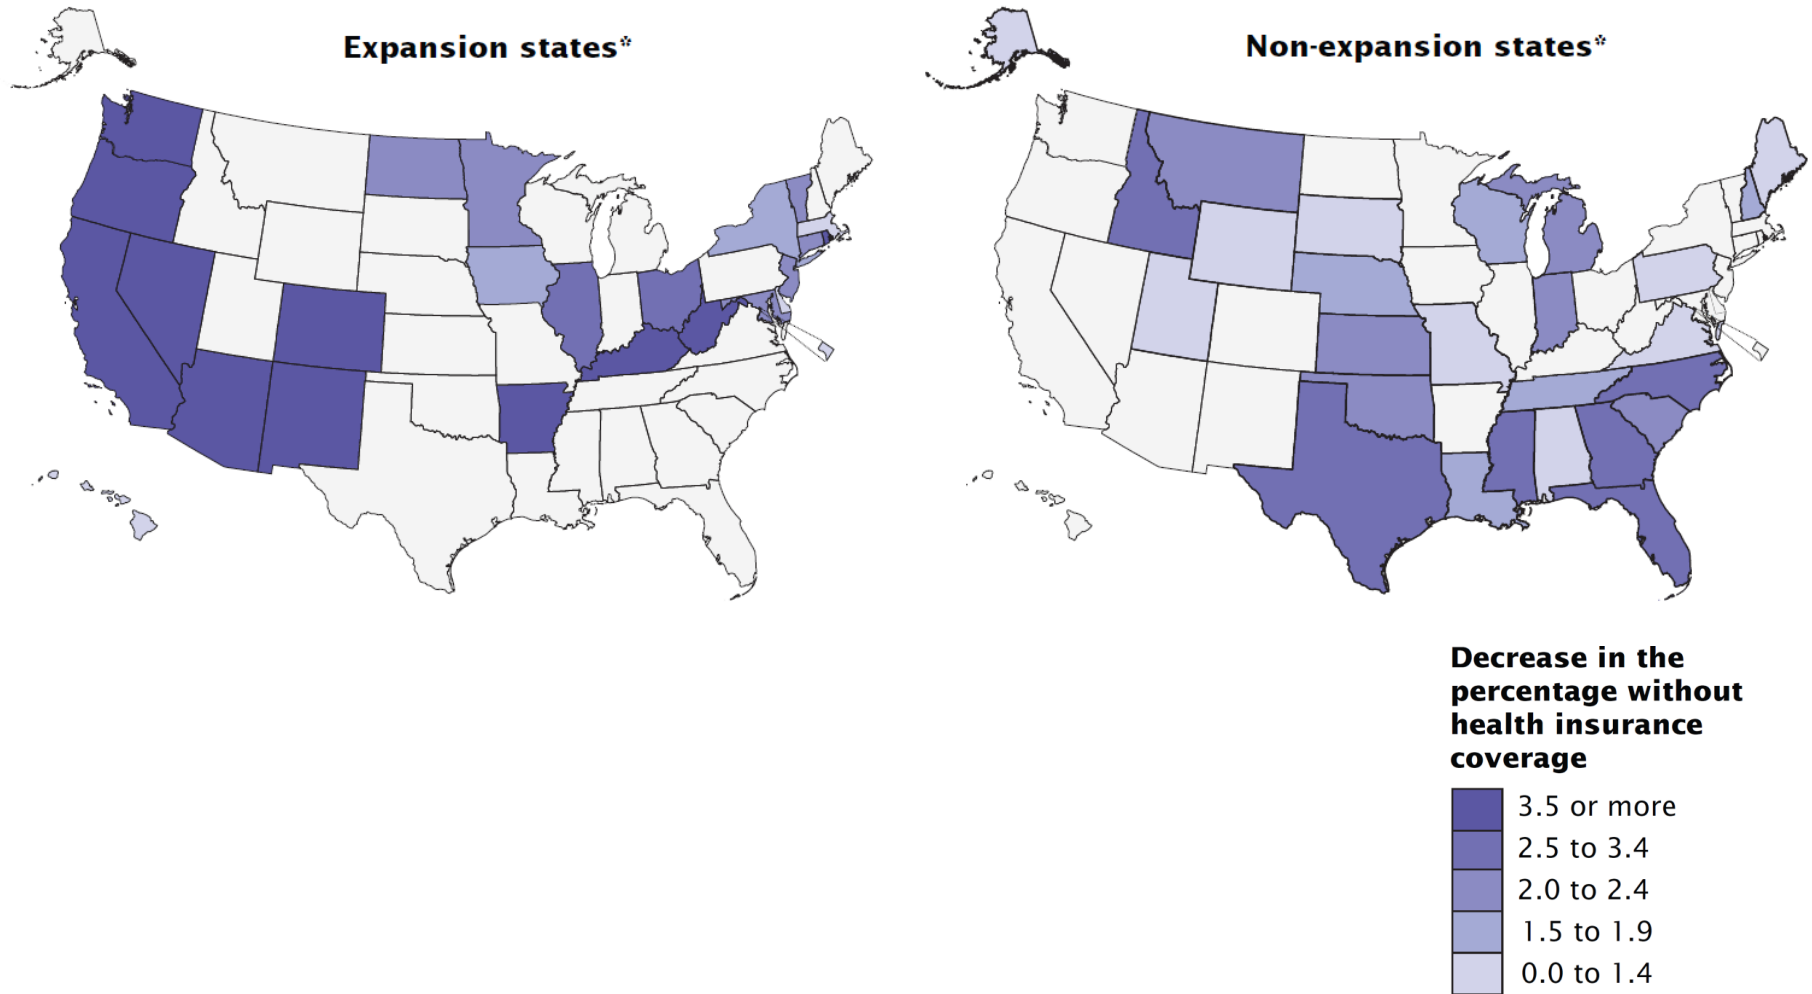 Expansion states*
Non-expansion states*
Decrease in the
percentage without
health insurance
coverage
3.5 or more
2.5 to 3.4
2.0 to 2.4
1.5 to 1.9
0.0 to 1.4